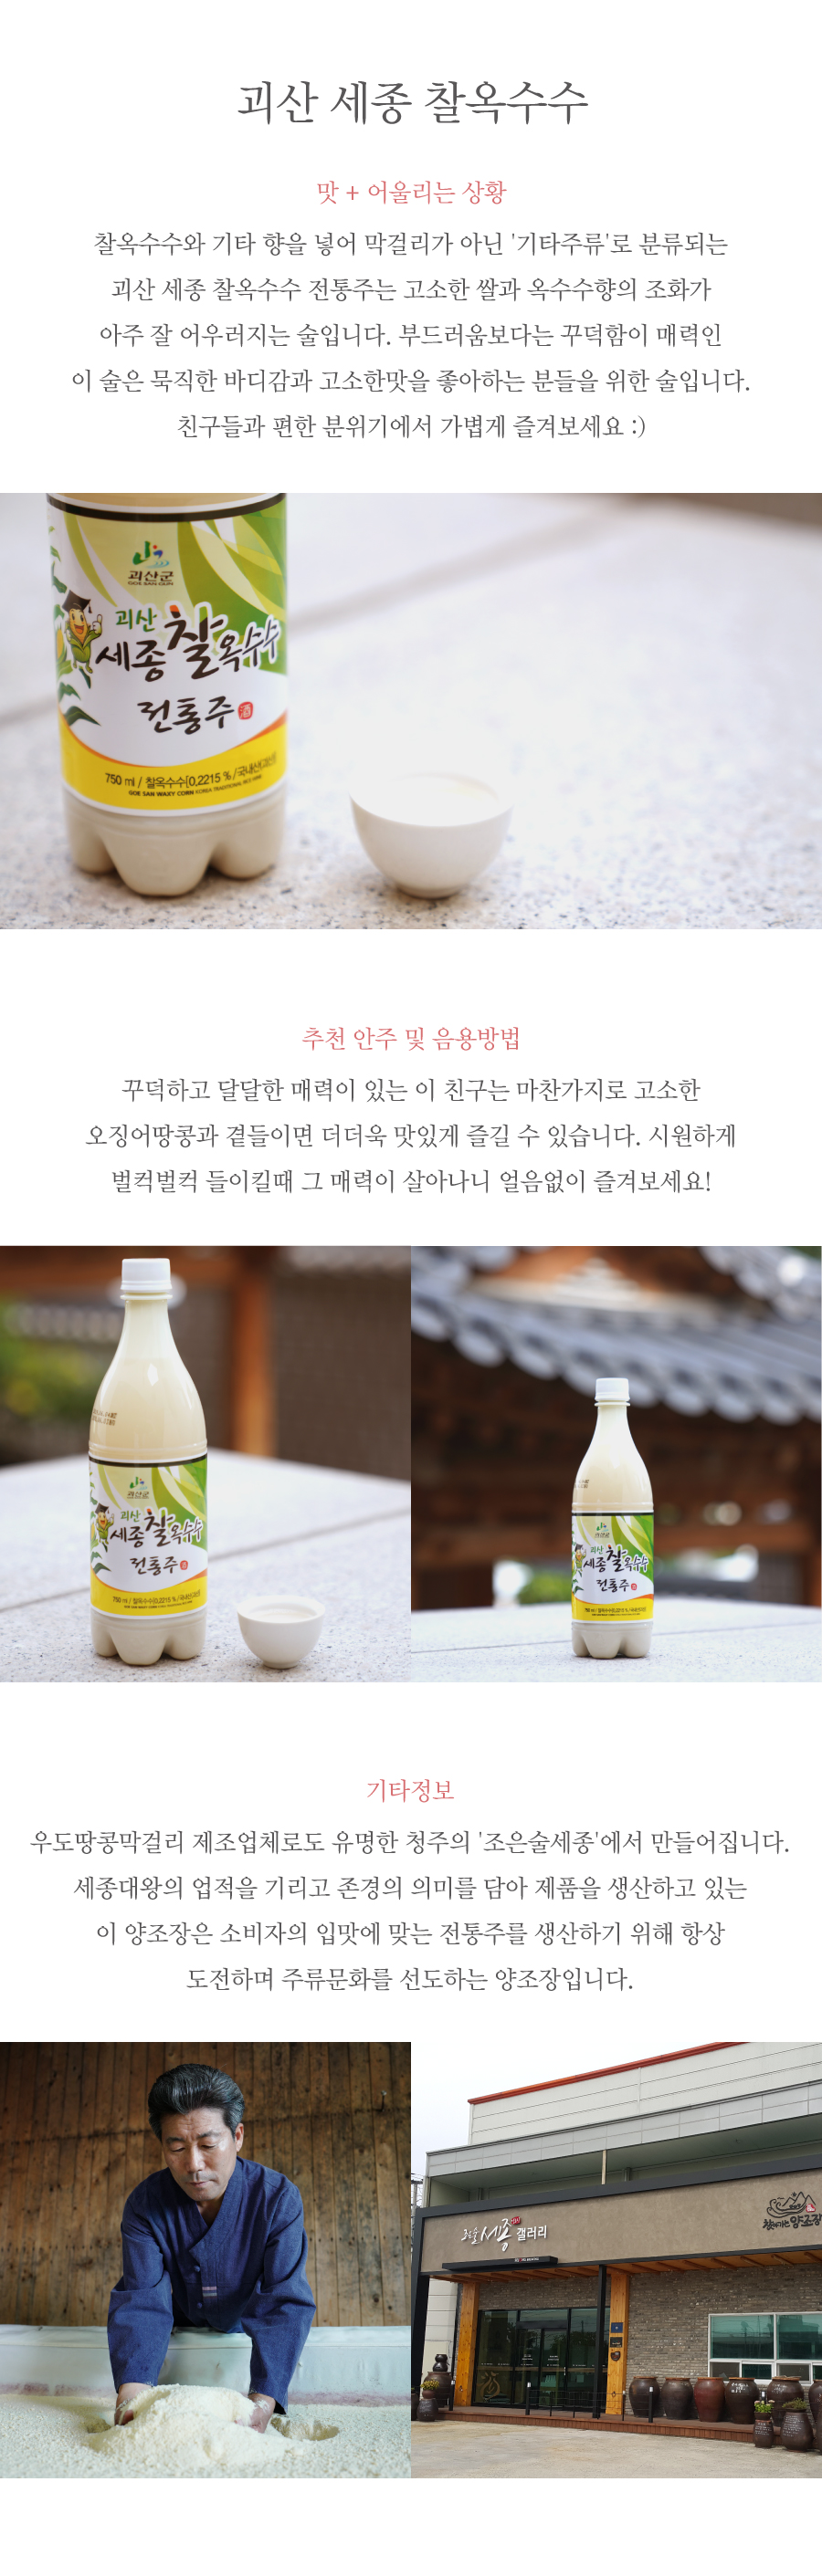 괴산 세종 찰옥수수
맛 + 어울리는 상황
찰옥수수와 기타 향을 넣어 막걸리가 아닌 '기타주류'로 분류되는
괴산 세종 찰옥수수 전통주는 고소한 쌀과 옥수수향의 조화가
아주 잘 어우러지는 술입니다. 부드러움보다는 꾸덕함이 매력인
이 술은 묵직한 바디감과 고소한맛을 좋아하는 분들을 위한 술입니다.
친구들과 편한 분위기에서 가볍게 즐겨보세요 :)
괴산군
GOE SAN GUN
괴산
세종 찰옥수수
전통주 酒
750 ml / 찰옥수수(0.2215 % /국내산(괴산)
GOE SAN WAXY CORN KOREA TRADITIONAL RICE WINE
추천 안주 및 음용방법
꾸덕하고 달달한 매력이 있는 이 친구는 마찬가지로 고소한
오징어땅콩과 곁들이면 더더욱 맛있게 즐길 수 있습니다. 시원하게
벌컥벌컥 들이킬때 그 매력이 살아나니 얼음없이 즐겨보세요!
괴산군
괴산
세종 찰옥수수
전통주
750 ml / 찰옥수수(0.2215 % /국내산(괴산)
괴산
세종 찰옥수수
전통주
기타정보
우도땅콩막걸리 제조업체로도 유명한 청주의 '조은술세종'에서 만들어집니다.
세종대왕의 업적을 기리고 존경의 의미를 담아 제품을 생산하고 있는
이 양조장은 소비자의 입맛에 맞는 전통주를 생산하기 위해 항상
도전하며 주류문화를 선도하는 양조장입니다.
조은술 세종 갤러리
찾아가는 양조장